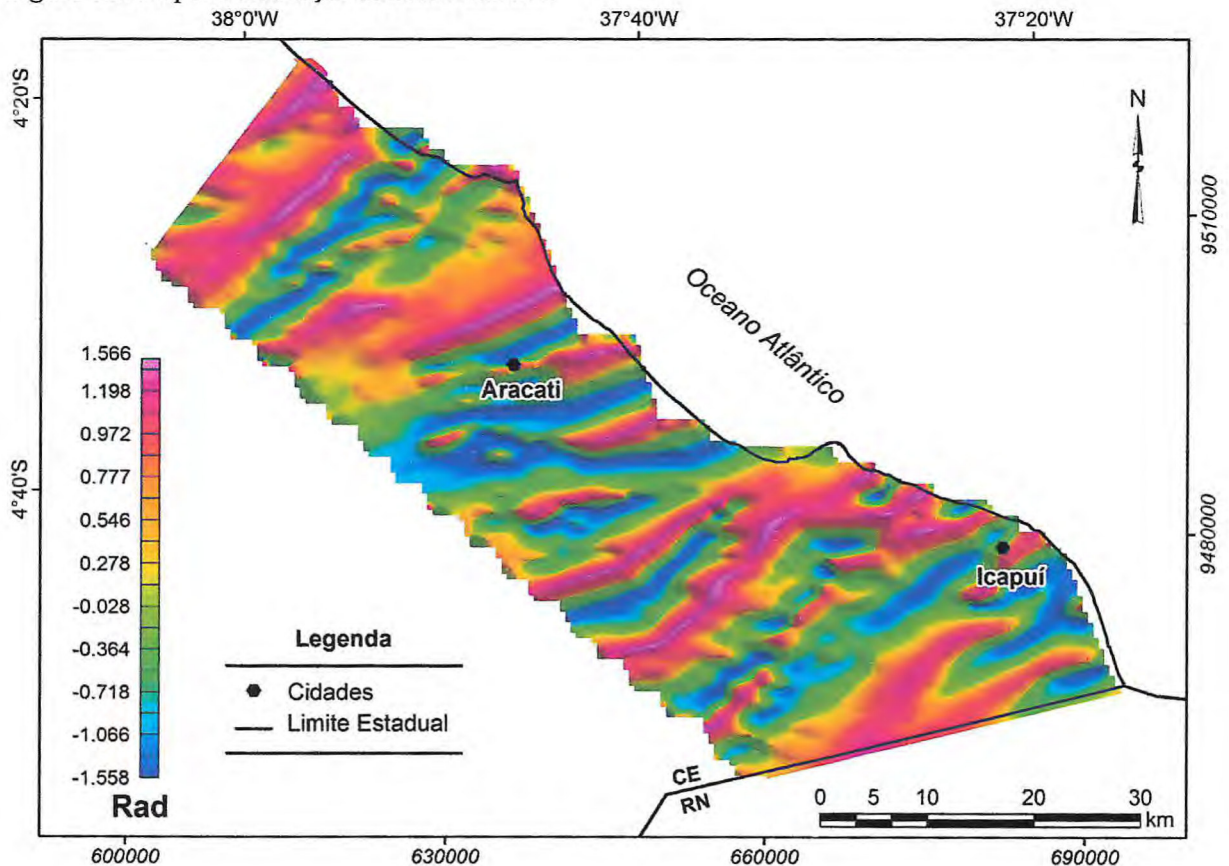 38°0'W
37°40'W
37°20'W
4°20'S
4°40'S
N
9510000
9480000
Oceano Atlântico
Aracati
Icapuí
1.566
1.198
0.972
0.777
0.546
0.278
-0.028
-0.364
-0.718
-1.066
-1.558
Rad
Legenda
Cidades
Limite Estadual
CE
RN
0 3 6 10 20 30
km
600000
630000
660000
690000